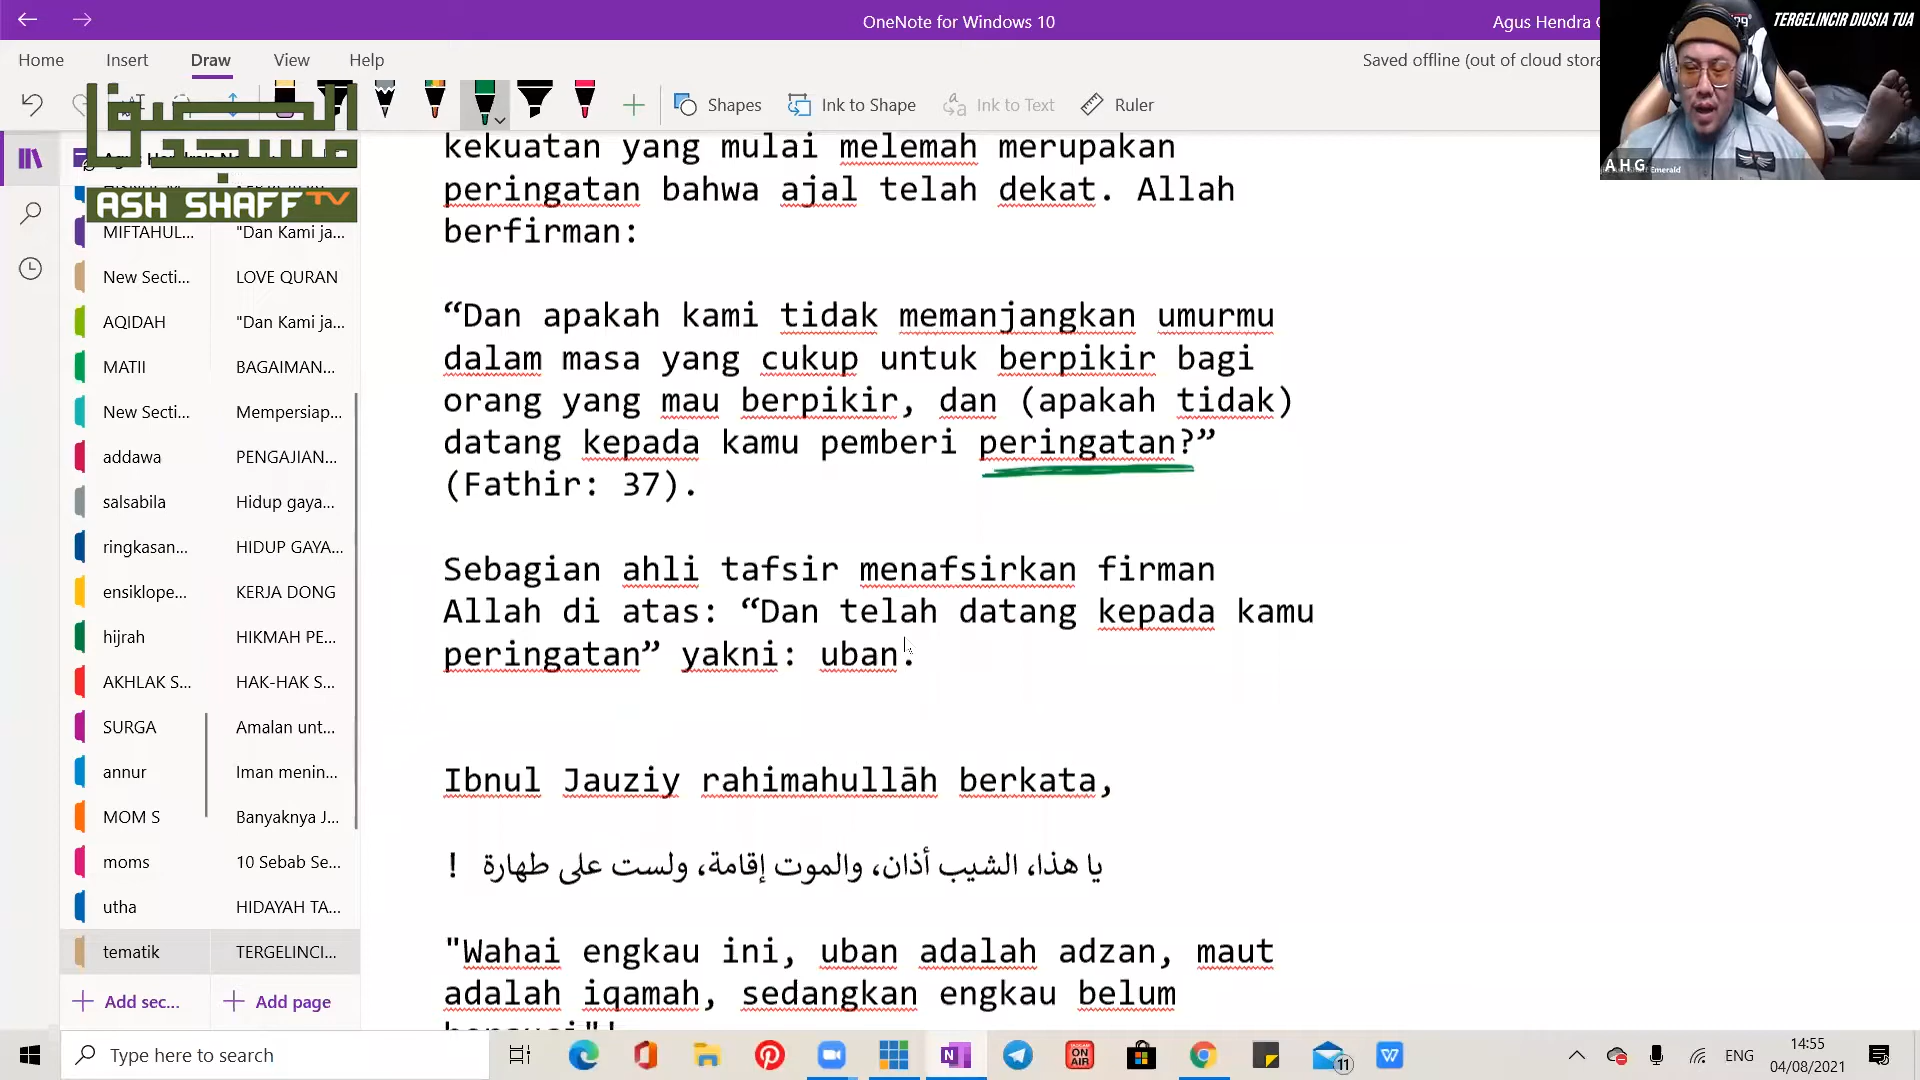 OneNote for Windows 10
Agus Hendra
TERGELINCIR DIUSIA TUA
Home Insert Draw View Help
Saved offline (out of cloud stora
Shapes Ink to Shape Ink to Text Ruler
A H G
Emerald
ASH SHAFF TV
MIFTAHUL... "Dan Kami ja...
New Secti... LOVE QURAN
AQIDAH "Dan Kami ja...
MATII BAGAIMAN...
New Secti... Mempersiap...
addawa PENGAJIAN...
salsabila Hidup gaya...
ringkasan... HIDUP GAYA...
ensiklope... KERJA DONG
hijrah HIKMAH PE...
AKHLAK S... HAK-HAK S...
SURGA Amalan unt...
annur Iman menin...
MOM S Banyaknya J...
moms 10 Sebab Se...
utha HIDAYAH TA...
tematik TERGELINCI...
Add sec... Add page
kekuatan yang mulai melemah merupakan
peringatan bahwa ajal telah dekat. Allah
berfirman:
“Dan apakah kami tidak memanjangkan umurmu
dalam masa yang cukup untuk berpikir bagi
orang yang mau berpikir, dan (apakah tidak)
datang kepada kamu pemberi peringatan?”
(Fathir: 37).
Sebagian ahli tafsir menafsirkan firman
Allah di atas: “Dan telah datang kepada kamu
peringatan” yakni: uban.
Ibnul Jauziy rahimahullāh berkata,
يا هذا، الشيب أذان، والموت إقامة، ولست على طهارة !
"Wahai engkau ini, uban adalah adzan, maut
adalah iqamah, sedangkan engkau belum
Type here to search
11
ENG
14:55
04/08/2021